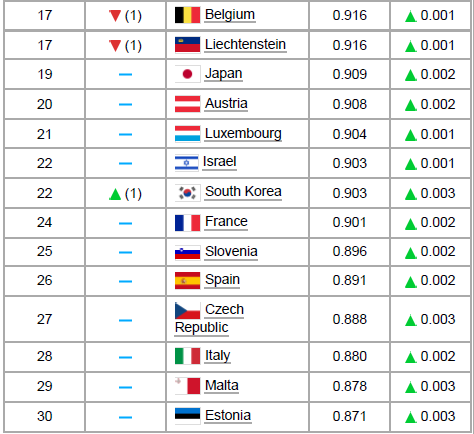 17 ▼ (1) Belgium 0.916 ▲ 0.001
17 ▼ (1) Liechtenstein 0.916 ▲ 0.001
19 — Japan 0.909 ▲ 0.002
20 — Austria 0.908 ▲ 0.002
21 — Luxembourg 0.904 ▲ 0.001
22 — Israel 0.903 ▲ 0.001
22 ▲ (1) South Korea 0.903 ▲ 0.003
24 — France 0.901 ▲ 0.002
25 — Slovenia 0.896 ▲ 0.002
26 — Spain 0.891 ▲ 0.002
27 — Czech
Republic 0.888 ▲ 0.003
28 — Italy 0.880 ▲ 0.002
29 — Malta 0.878 ▲ 0.003
30 — Estonia 0.871 ▲ 0.003